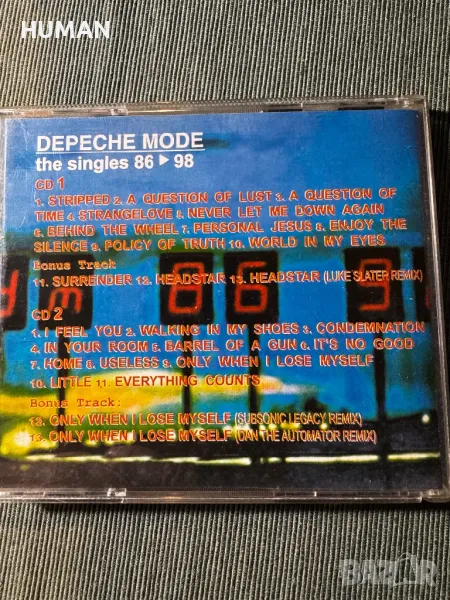 HUMAN
DEPECHE MODE
the singles 86 ▶ 98
CD 1
1. STRIPPED 2. A QUESTION OF LUST 3. A QUESTION OF
TIME 4. STRANGELOVE 5. NEVER LET ME DOWN AGAIN
6. BEHIND THE WHEEL 7. PERSONAL JESUS 8. ENJOY THE
SILENCE 9. POLICY OF TRUTH 10. WORLD IN MY EYES
Bonus Track
11. SURRENDER 12. HEADSTAR 13. HEADSTAR (LUKE SLATER REMIX)
dm 86 9
CD 2
1. I FEEL YOU 2. WALKING IN MY SHOES 3. CONDEMNATION
4. IN YOUR ROOM 5. BARREL OF A GUN 6. IT'S NO GOOD
7. HOME 8. USELESS 9. ONLY WHEN I LOSE MYSELF
10. LITTLE 11. EVERYTHING COUNTS
Bonus Track:
12. ONLY WHEN I LOSE MYSELF (SUBSONIC LEGACY REMIX)
13. ONLY WHEN I LOSE MYSELF (DAN THE AUTOMATOR REMIX)
BAZAR
bg